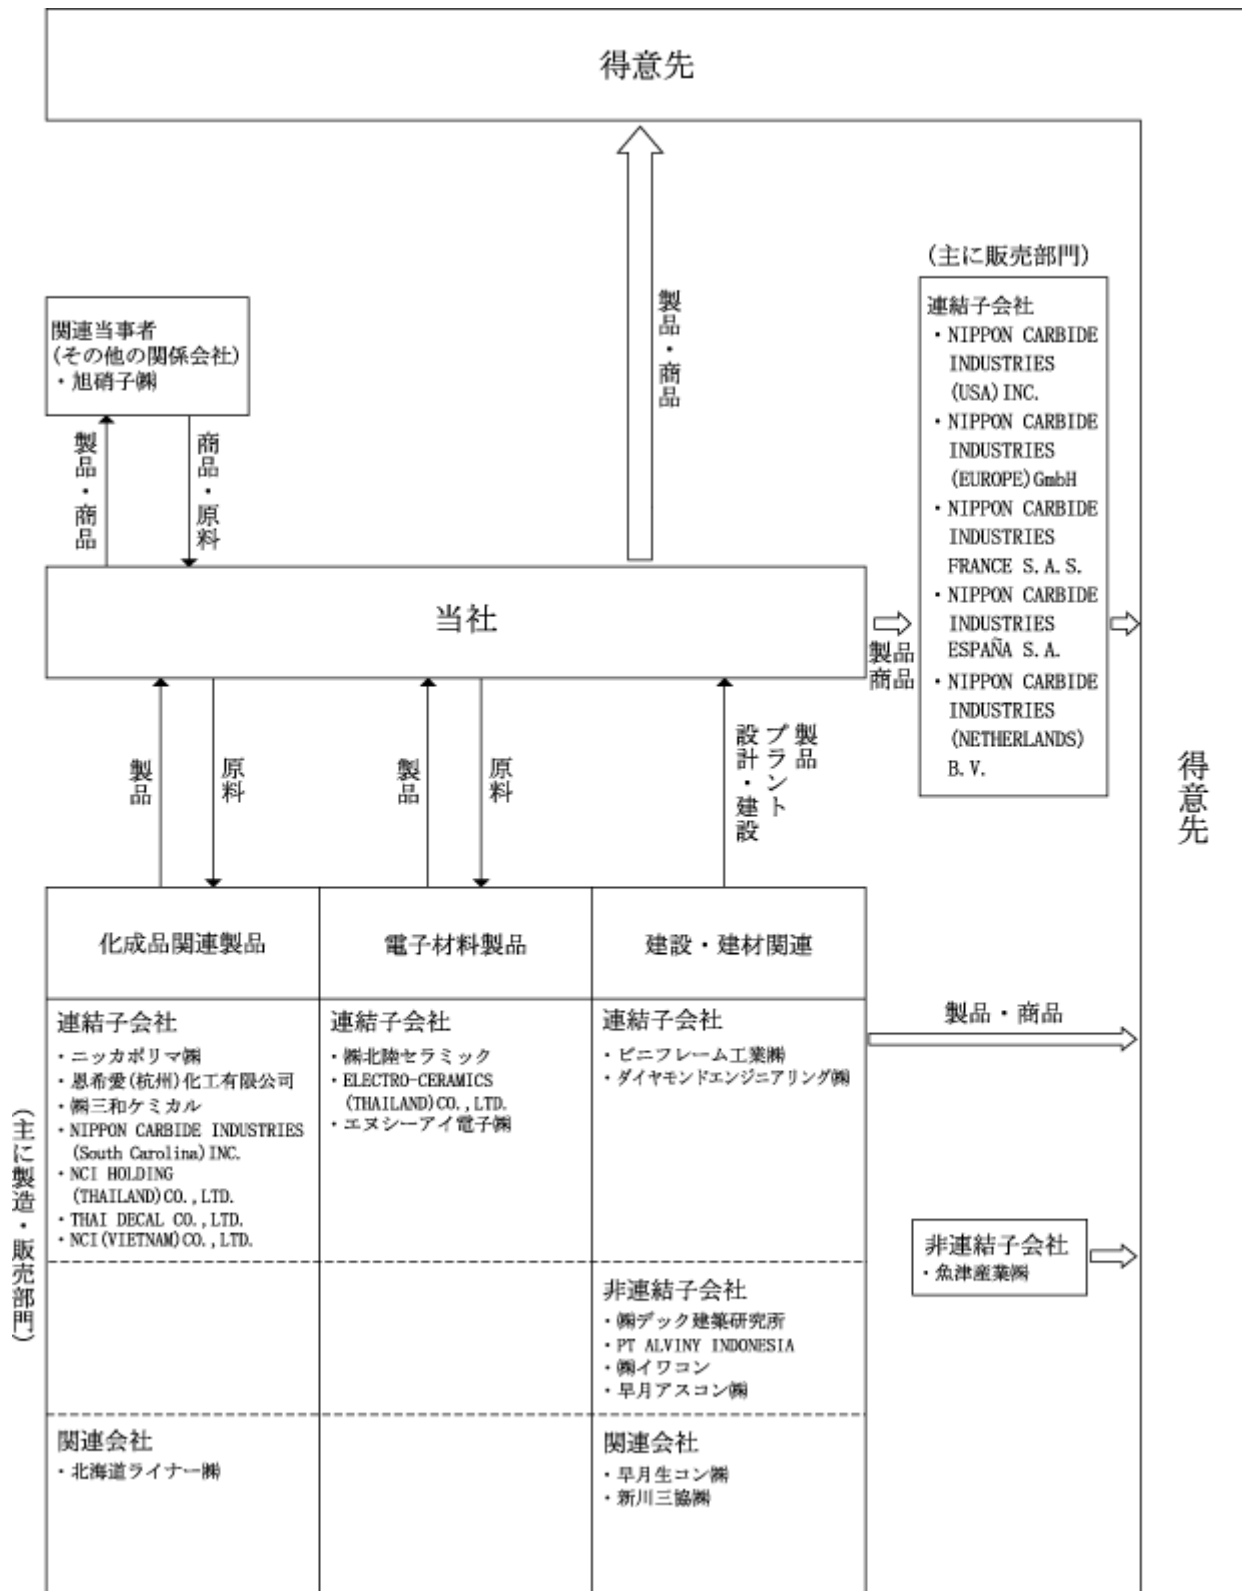 得意先
(主に販売部門)
連結子会社
・NIPPON CARBIDE
INDUSTRIES
(USA)INC.
・NIPPON CARBIDE
INDUSTRIES
(EUROPE)GmbH
・NIPPON CARBIDE
INDUSTRIES
FRANCE S.A.S.
・NIPPON CARBIDE
INDUSTRIES
ESPAÑA S.A.
・NIPPON CARBIDE
INDUSTRIES
(NETHERLANDS)
B.V.
製品・商品
関連当事者
(その他の関係会社)
・旭硝子㈱
製品・商品
商品・原料
当社
製品
商品
得意先
製品
原料
製品
原料
製品
プラント
設計・建設
化成品関連製品
電子材料製品
建設・建材関連
(主に製造・販売部門)
連結子会社
・ニッカポリマ㈱
・恩希愛(杭州)化工有限公司
・㈱三和ケミカル
・NIPPON CARBIDE INDUSTRIES
(South Carolina)INC.
・NCI HOLDING
(THAILAND)CO.,LTD.
・THAI DECAL CO.,LTD.
・NCI(VIETNAM)CO.,LTD.
連結子会社
・㈱北陸セラミック
・ELECTRO-CERAMICS
(THAILAND)CO.,LTD.
・エヌシーアイ電子㈱
連結子会社
・ビニフレーム工業㈱
・ダイヤモンドエンジニアリング㈱
製品・商品
非連結子会社
・㈱デック建築研究所
・PT ALVINY INDONESIA
・㈱イワコン
・早月アスコン㈱
非連結子会社
・魚津産業㈱
関連会社
・北海道ライナー㈱
関連会社
・早月生コン㈱
・新川三協㈱